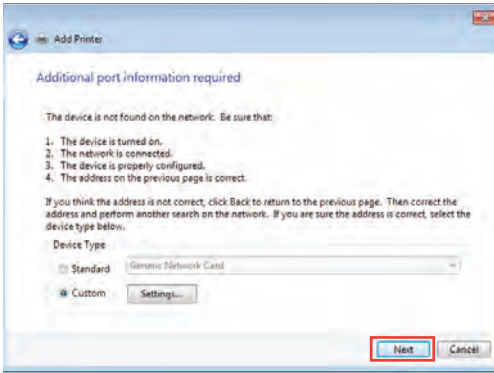 Add Printer
Additional port information required
The device is not found on the network. Be sure that:
1. The device is turned on.
2. The network is connected.
3. The device is properly configured.
4. The address on the previous page is correct.
If you think the address is not correct, click Back to return to the previous page. Then correct the
address and perform another search on the network. If you are sure the address is correct, select the
device type below.
Device Type
Standard Generic Network Card
Custom Settings...
Next Cancel